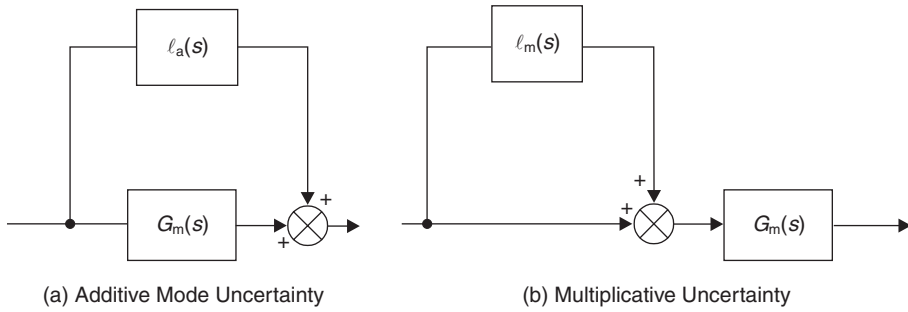 ℓa(s)
ℓm(s)
+
+
+
+
Gm(s)
Gm(s)
(a) Additive Mode Uncertainty
(b) Multiplicative Uncertainty